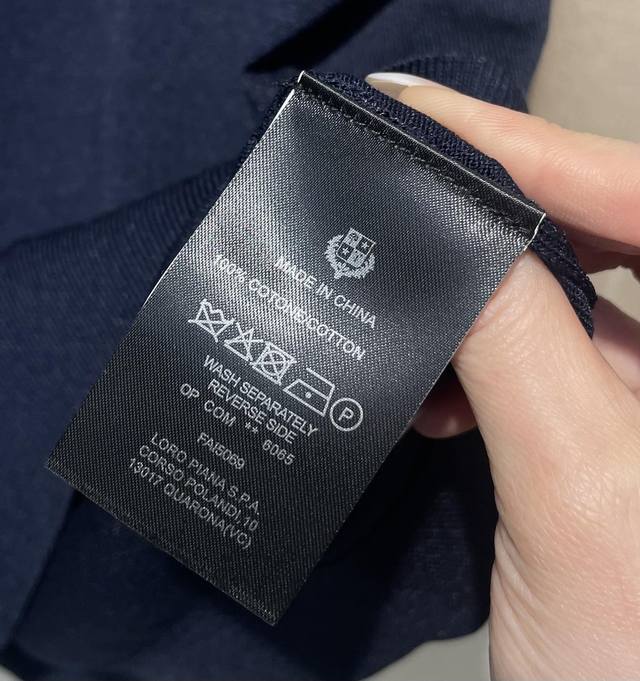 MADE IN CHINA
100% COTONE/COTTON
P
WASH SEPARATELY
REVERSE SIDE
OP COM ** 6065
FAI5069
LORO PIANA S.P.A.
CORSO POLANDI,10
13017 QUARONA(VC)